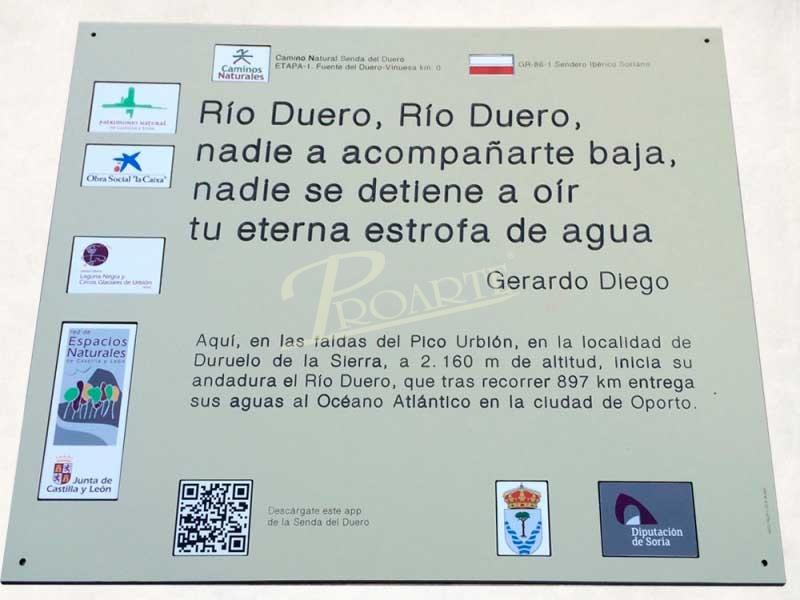 Caminos
Naturales
Camino Natural Senda del Duero
ETAPA-1. Fuente del Duero-Vinuesa km. 0
GR-86-1 Sendero Ibérico Soriano
patrimonio natural
DE CASTILLA Y LEÓN
Obra Social "la Caixa"
Río Duero, Río Duero,
nadie a acompañarte baja,
nadie se detiene a oír
tu eterna estrofa de agua
Gerardo Diego
PROARTE
Laguna Negra y
Circos Glaciares de Urbión
red de
Espacios
Naturales
de Castilla y León
Junta de
Castilla y León
Aquí, en las faldas del Pico Urbión, en la localidad de
Duruelo de la Sierra, a 2.160 m de altitud, inicia su
andadura el Río Duero, que tras recorrer 897 km entrega
sus aguas al Océano Atlántico en la ciudad de Oporto.
Descárgate este app
de la Senda del Duero
Diputación
de Soria